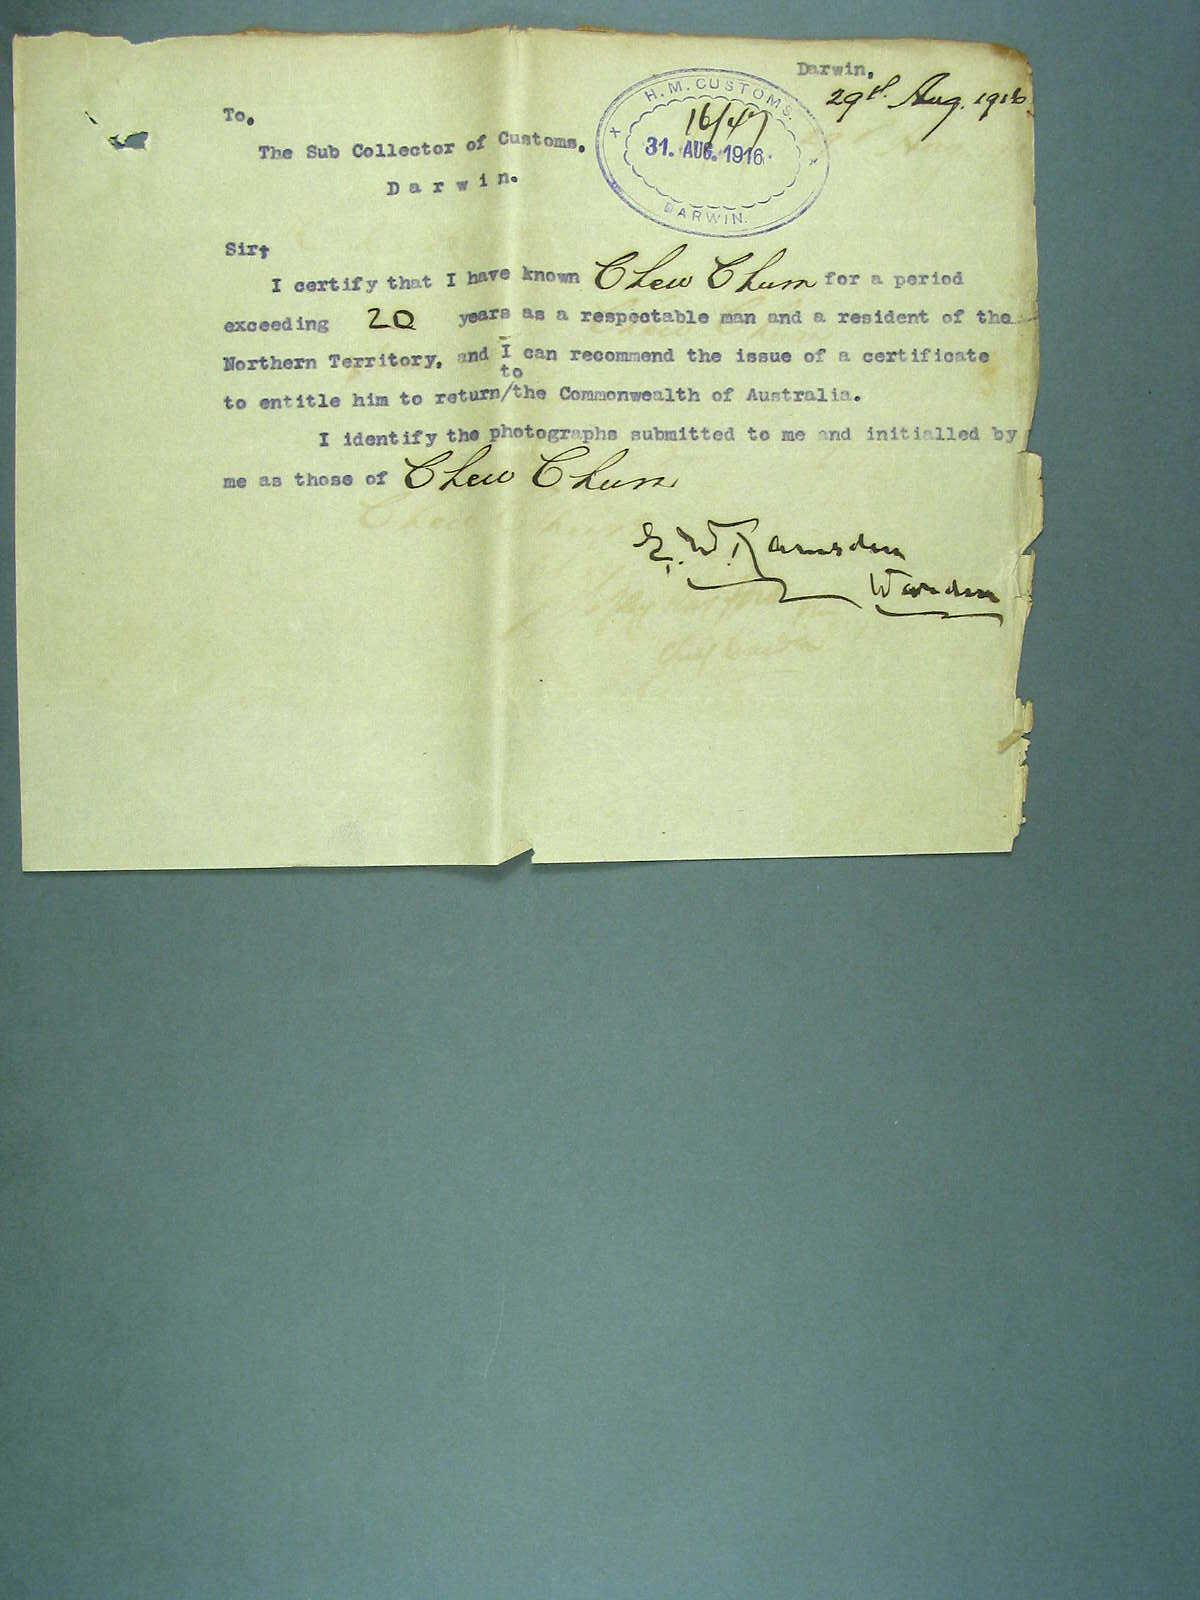 Darwin,
29th Aug. 1916
H.M. CUSTOMS.
16/47
31. AUG. 1916
DARWIN.
To,
The Sub Collector of Customs,
Darwin.
Sir,
I certify that I have known Chew Chum for a period
exceeding 20 years as a respectable man and a resident of the
Northern Territory, and I can recommend the issue of a certificate
to
to entitle him to return/the Commonwealth of Australia.
I identify the photographs submitted to me and initialled by
me as those of Chew Chum
W. Ramsden
Warden